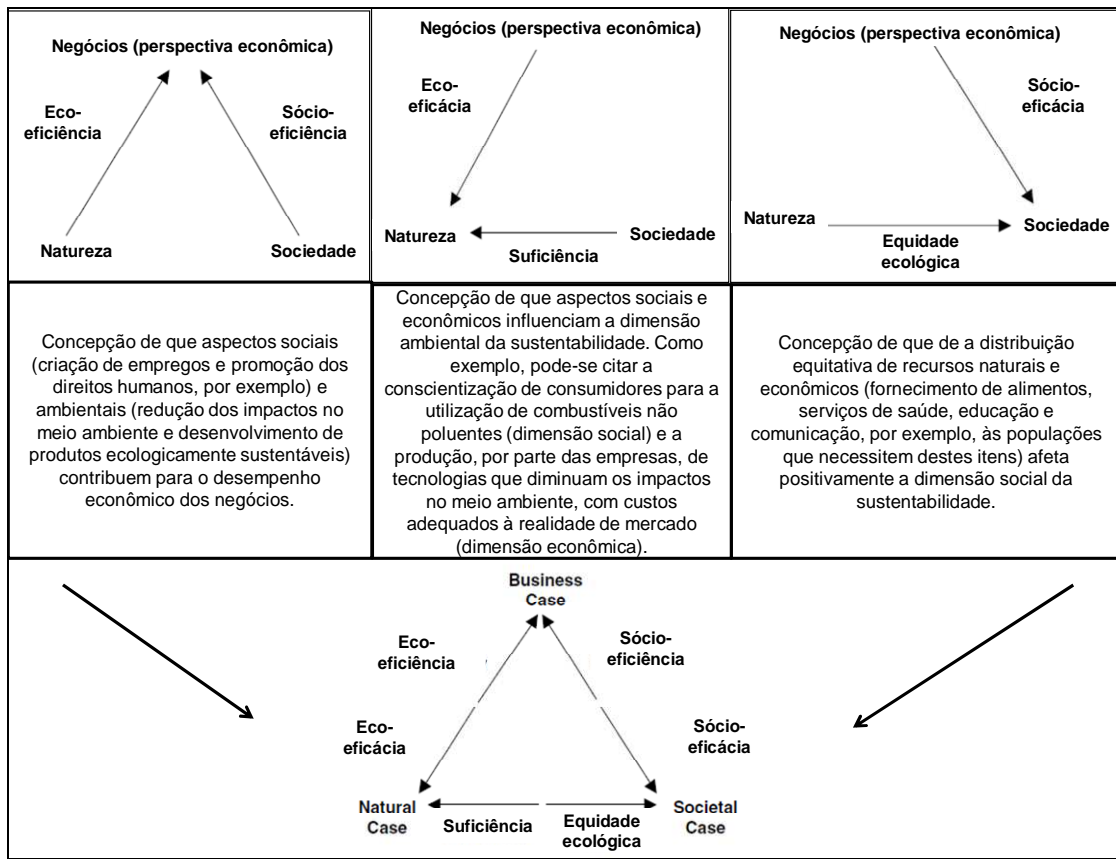 Negócios (perspectiva econômica)
Eco-
eficiência
Sócio-
eficiência
Natureza
Sociedade
Negócios (perspectiva econômica)
Eco-
eficácia
Natureza
Sociedade
Suficiência
Negócios (perspectiva econômica)
Sócio-
eficácia
Natureza
Sociedade
Equidade
ecológica
Concepção de que aspectos sociais
(criação de empregos e promoção dos
direitos humanos, por exemplo) e
ambientais (redução dos impactos no
meio ambiente e desenvolvimento de
produtos ecologicamente sustentáveis)
contribuem para o desempenho
econômico dos negócios.
Concepção de que aspectos sociais e
econômicos influenciam a dimensão
ambiental da sustentabilidade. Como
exemplo, pode-se citar a
conscientização de consumidores para a
utilização de combustíveis não
poluentes (dimensão social) e a
produção, por parte das empresas, de
tecnologias que diminuam os impactos
no meio ambiente, com custos
adequados à realidade de mercado
(dimensão econômica).
Concepção de que de a distribuição
equitativa de recursos naturais e
econômicos (fornecimento de alimentos,
serviços de saúde, educação e
comunicação, por exemplo, às populações
que necessitem destes itens) afeta
positivamente a dimensão social da
sustentabilidade.
Business
Case
Eco-
eficiência
Sócio-
eficiência
Eco-
eficácia
Sócio-
eficácia
Natural
Case
Suficiência
Equidade
ecológica
Societal
Case